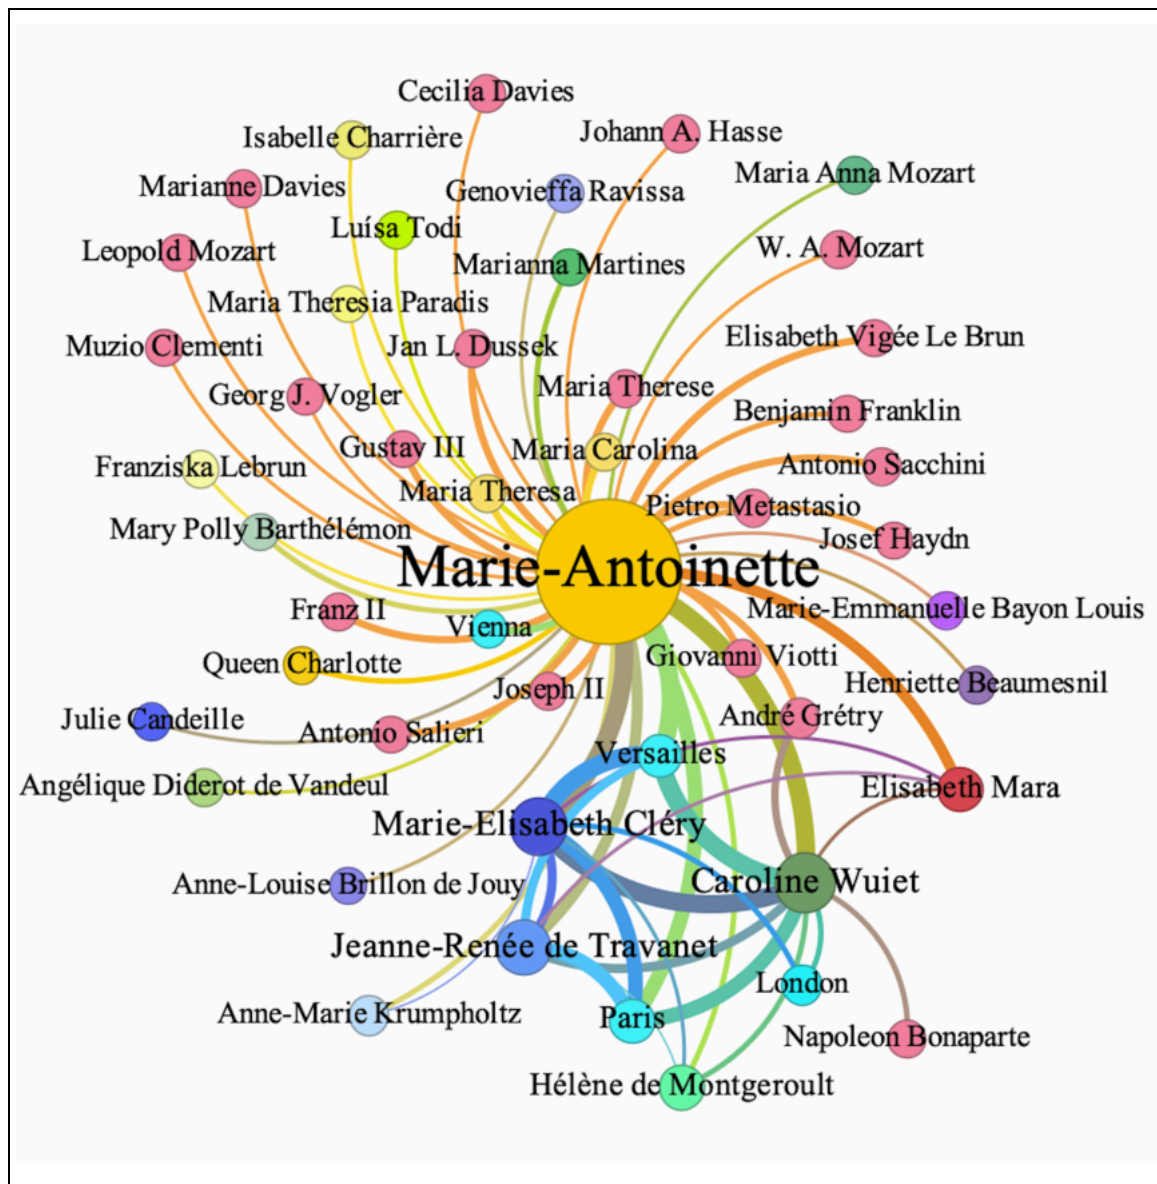 Cecilia Davies
Isabelle Charrière
Johann A. Hasse
Marianne Davies
Genovieffa Ravissa
Maria Anna Mozart
Luísa Todi
Leopold Mozart
Marianna Martines
W. A. Mozart
Maria Theresia Paradis
Muzio Clementi
Jan L. Dussek
Elisabeth Vigée Le Brun
Georg J. Vogler
Maria Therese
Benjamin Franklin
Gustav III
Maria Carolina
Franziska Lebrun
Antonio Sacchini
Maria Theresa
Pietro Metastasio
Mary Polly Barthélémon
Josef Haydn
Marie-Antoinette
Franz II
Vienna
Marie-Emmanuelle Bayon Louis
Queen Charlotte
Giovanni Viotti
Joseph II
Henriette Beaumesnil
Julie Candeille
Antonio Salieri
André Grétry
Versailles
Angélique Diderot de Vandeul
Elisabeth Mara
Marie-Elisabeth Cléry
Anne-Louise Brillon de Jouy
Caroline Wuiet
Jeanne-Renée de Travanet
London
Anne-Marie Krumpholtz
Paris
Napoleon Bonaparte
Hélène de Montgeroult